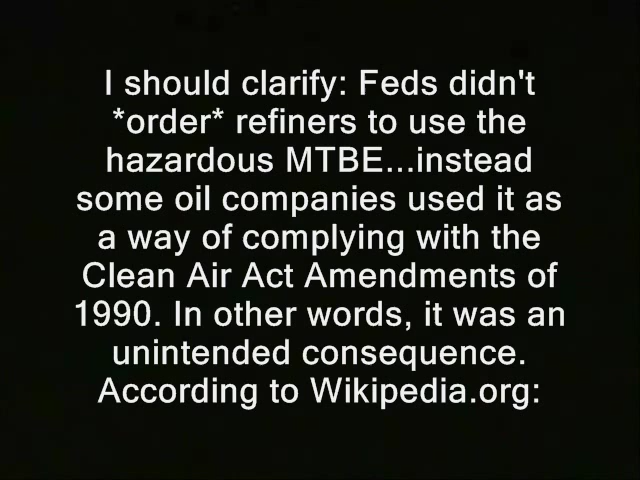 I should clarify: Feds didn't
*order* refiners to use the
hazardous MTBE...instead
some oil companies used it as
a way of complying with the
Clean Air Act Amendments of
1990. In other words, it was an
unintended consequence.
According to Wikipedia.org: